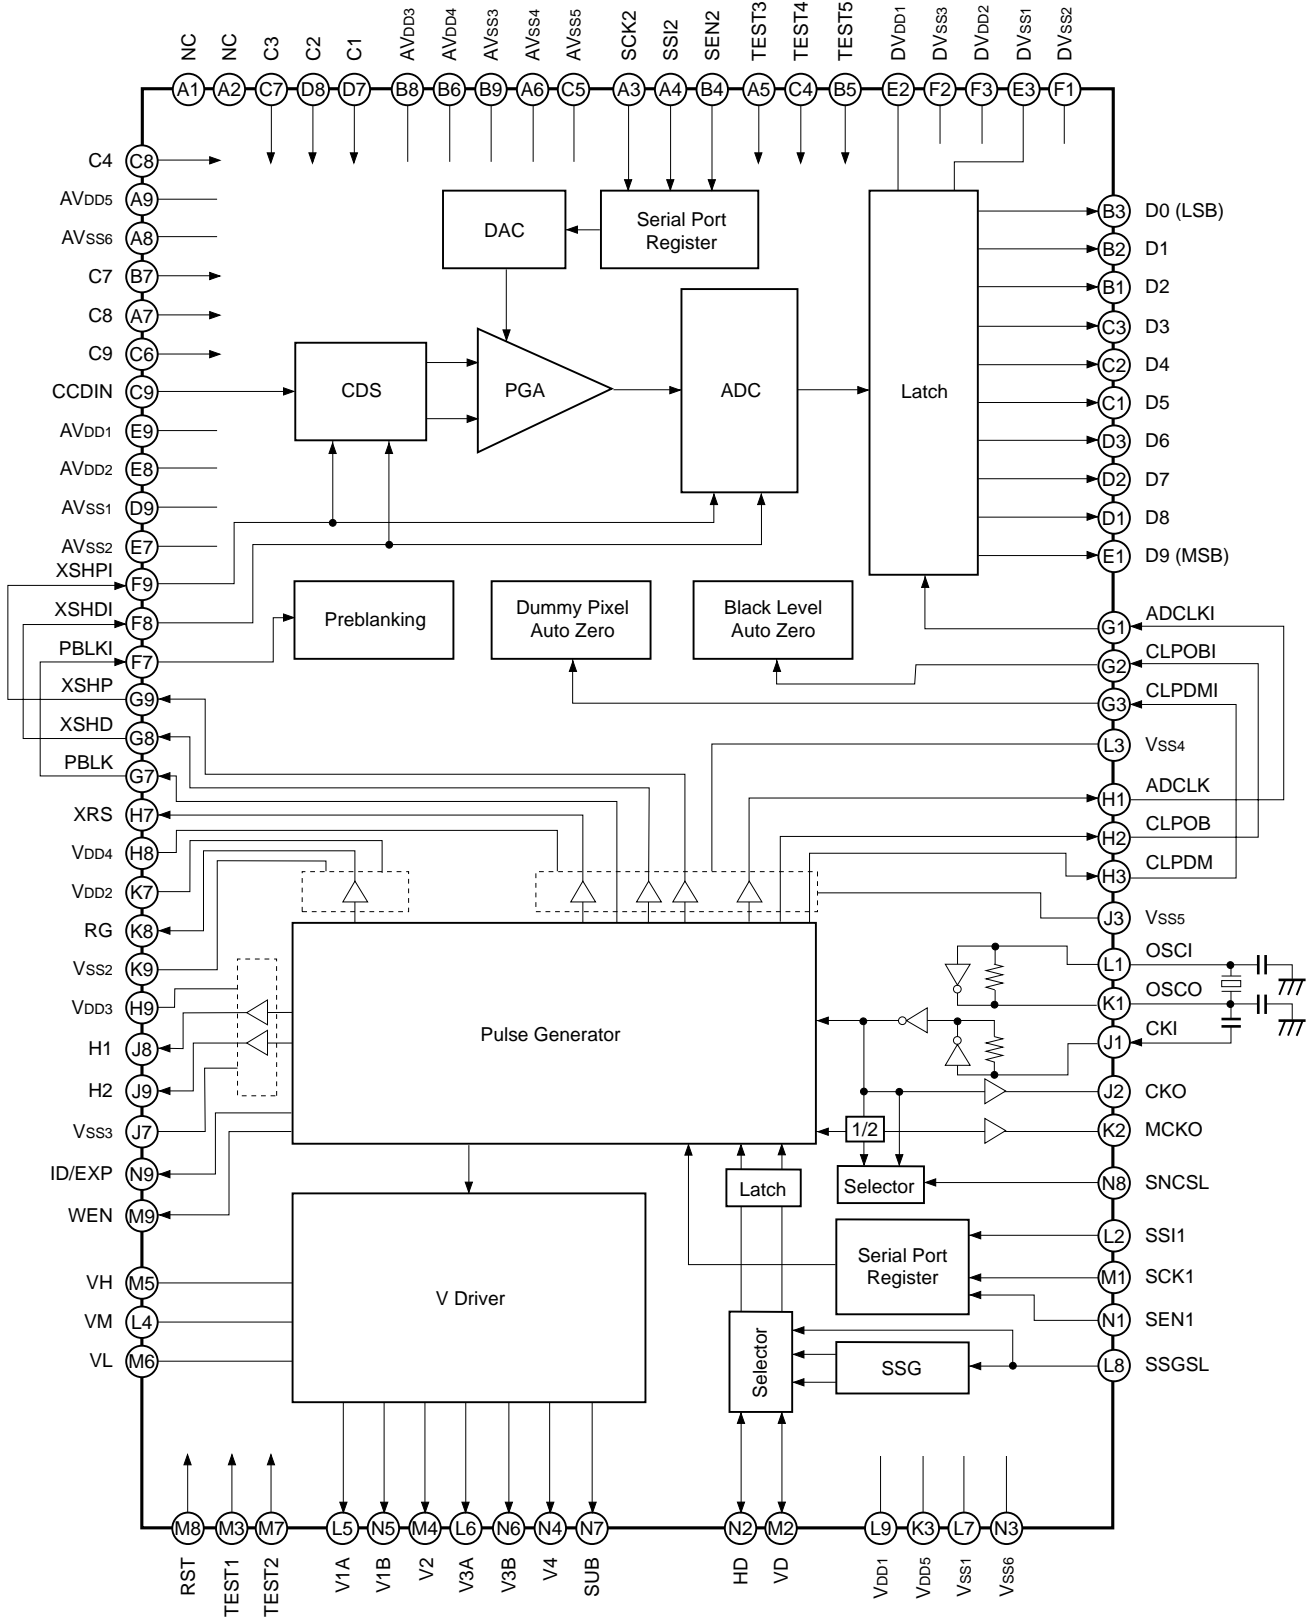 NC
NC
C3
C2
C1
AVDD3
AVDD4
AVSS3
AVSS4
AVSS5
SCK2
SSI2
SEN2
TEST3
TEST4
TEST5
DVDD1
DVSS3
DVDD2
DVSS1
DVSS2
A1
A2
C7
D8
D7
B8
B6
B9
A6
C5
A3
A4
B4
A5
C4
B5
E2
F2
F3
E3
F1
C4
C8
AVDD5
A9
AVSS6
A8
C7
B7
C8
A7
C9
C6
CCDIN
C9
AVDD1
E9
AVDD2
E8
AVSS1
D9
AVSS2
E7
XSHPI
F9
XSHDI
F8
PBLKI
F7
XSHP
G9
XSHD
G8
PBLK
G7
XRS
H7
VDD4
H8
VDD2
K7
RG
K8
VSS2
K9
VDD3
H9
H1
J8
H2
J9
VSS3
J7
ID/EXP
N9
WEN
M9
VH
M5
VM
L4
VL
M6
DAC
Serial Port
Register
CDS
PGA
ADC
Latch
Preblanking
Dummy Pixel
Auto Zero
Black Level
Auto Zero
Pulse Generator
1/2
Selector
Latch
Serial Port
Register
V Driver
Selector
SSG
B3
D0 (LSB)
B2
D1
B1
D2
C3
D3
C2
D4
C1
D5
D3
D6
D2
D7
D1
D8
E1
D9 (MSB)
G1
ADCLKI
G2
CLPOBI
G3
CLPDMI
L3
VSS4
H1
ADCLK
H2
CLPOB
H3
CLPDM
J3
VSS5
L1
OSCI
K1
OSCO
J1
CKI
J2
CKO
K2
MCKO
N8
SNCSL
L2
SSI1
M1
SCK1
N1
SEN1
L8
SSGSL
M8
M3
M7
L5
N5
M4
L6
N6
N4
N7
N2
M2
L9
K3
L7
N3
RST
TEST1
TEST2
V1A
V1B
V2
V3A
V3B
V4
SUB
HD
VD
VDD1
VDD5
VSS1
VSS6